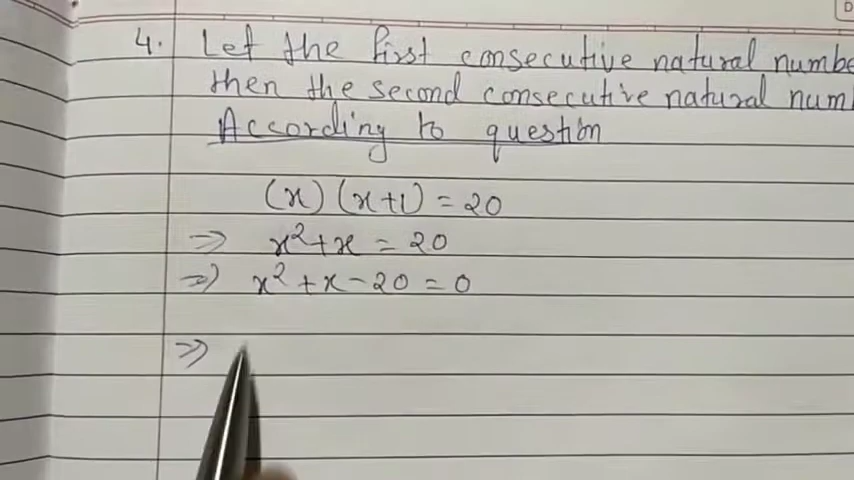 4. Let the first consecutive natural numbe
then the second consecutive natural num
According to question
(x) (x+1) = 20
⇒ x²+x = 20
⇒ x²+x-20 = 0
⇒